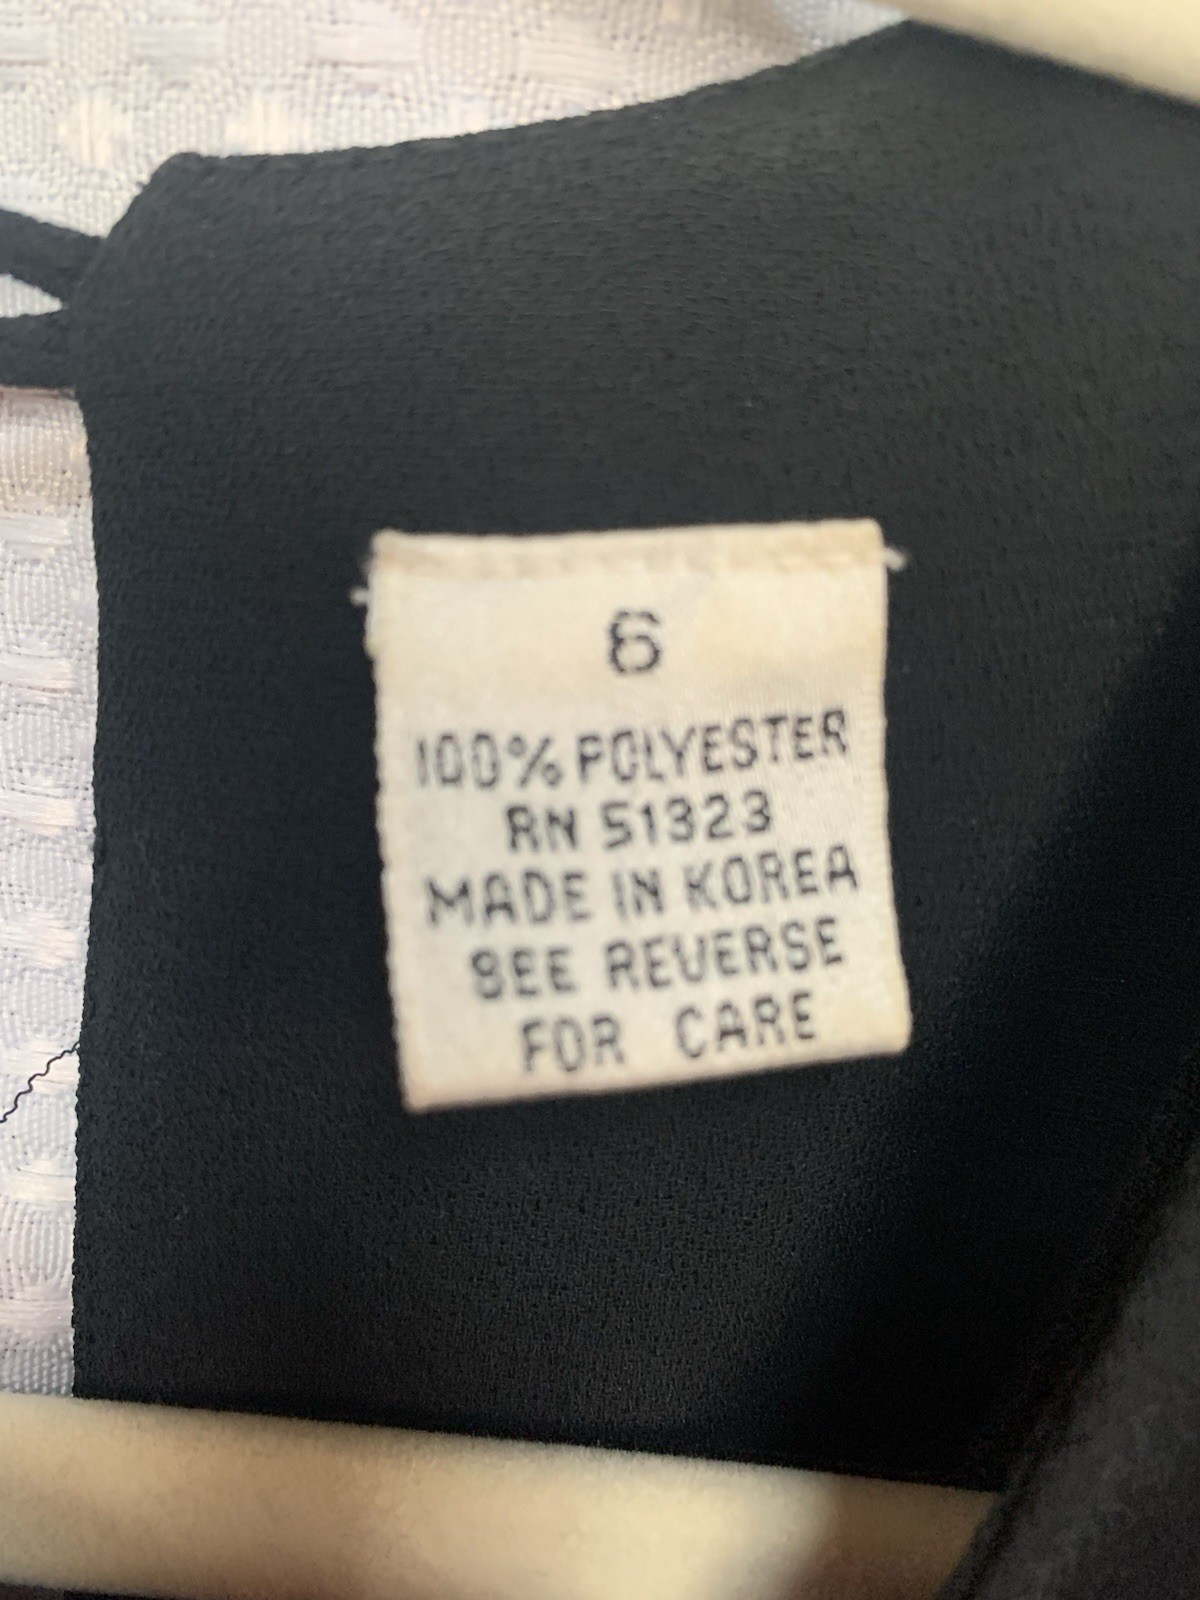 6
100% POLYESTER
RN 51323
MADE IN KOREA
SEE REVERSE
FOR CARE